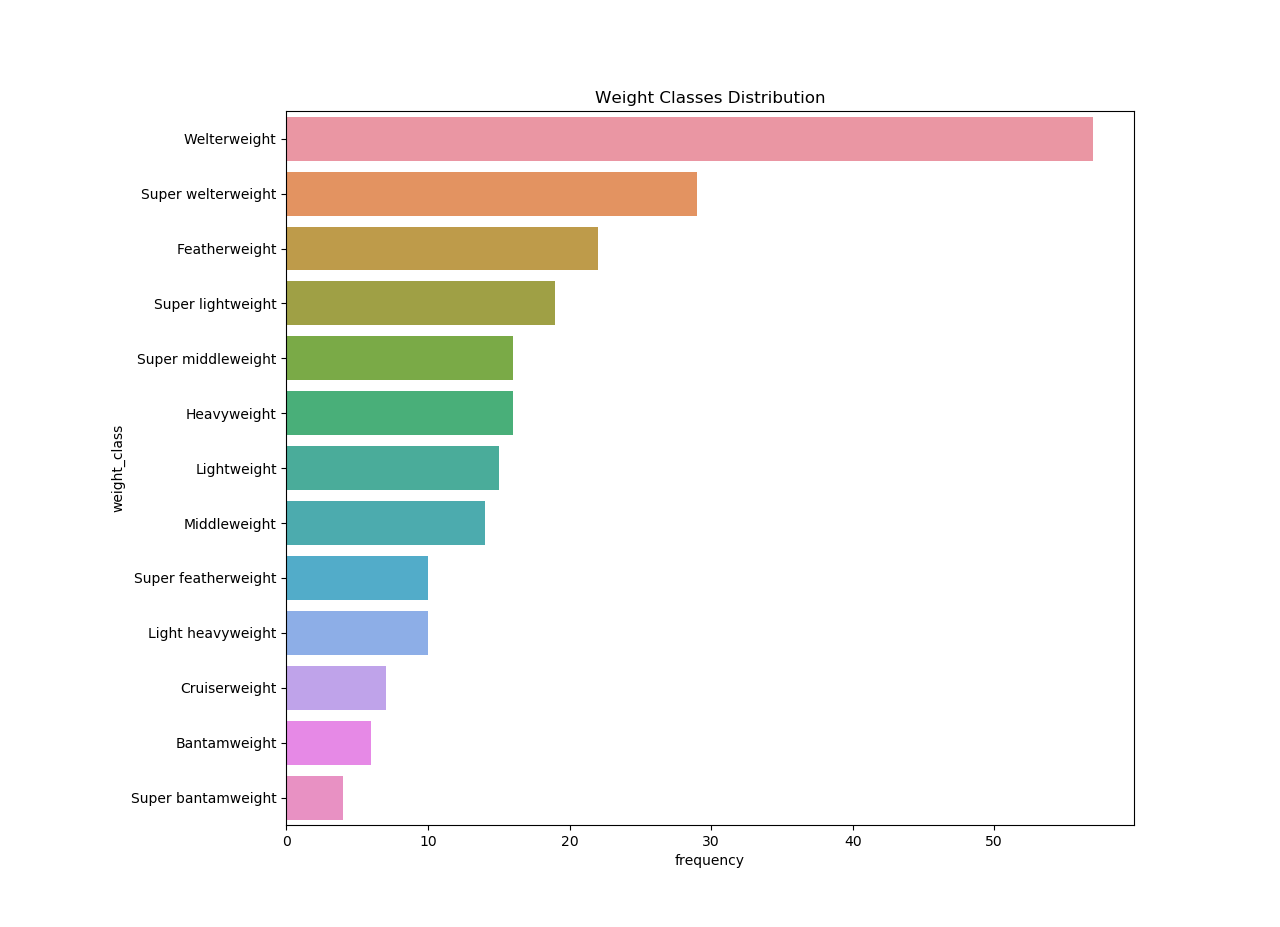 Weight Classes Distribution
Welterweight
Super welterweight
Featherweight
Super lightweight
Super middleweight
Heavyweight
Lightweight
Middleweight
Super featherweight
Light heavyweight
Cruiserweight
Bantamweight
Super bantamweight
weight_class
0 10 20 30 40 50
frequency